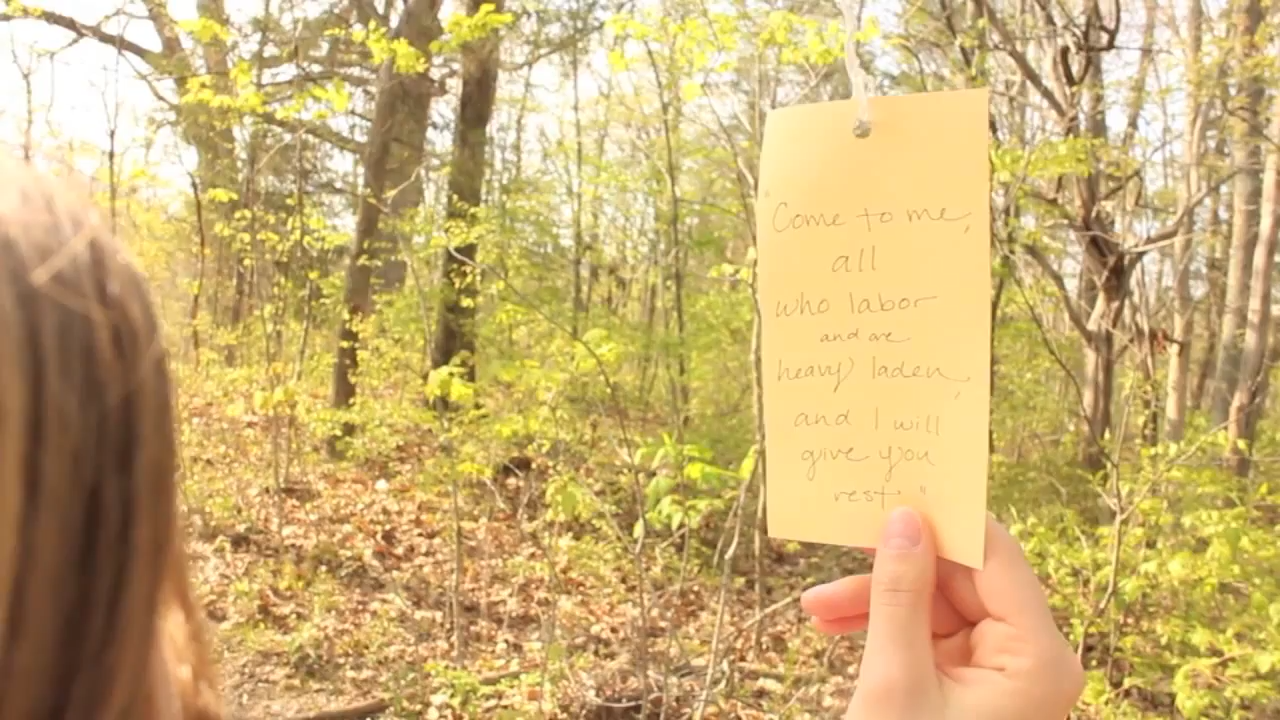 "Come to me,
all
who labor
and are
heavy laden,
and I will
give you
rest"